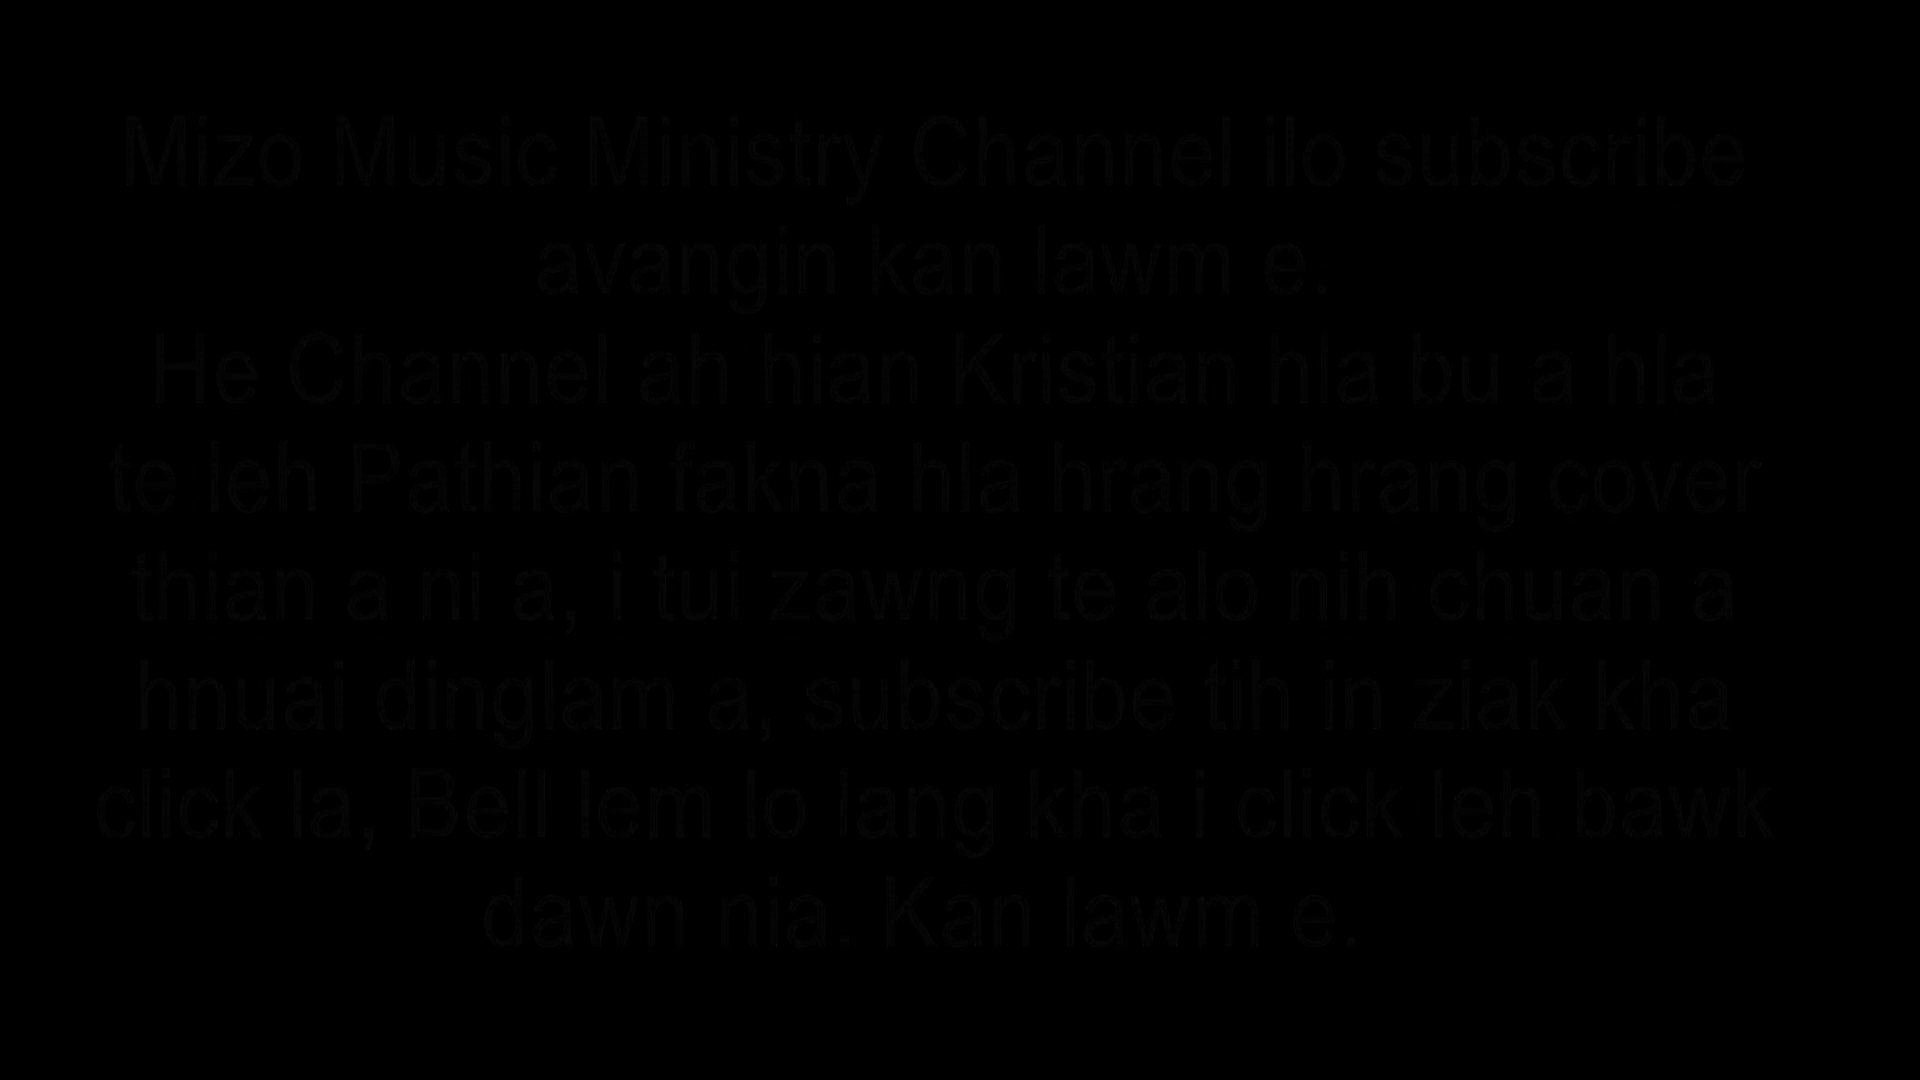 Mizo Music Ministry Channel ilo subscribe
avangin kan lawm e.
He Channel ah hian Kristian hla bu a hla
te leh Pathian fakna hla hrang hrang cover
thian a ni a, i tui zawng te alo nih chuan a
hnuai dinglam a, subscribe tih in ziak kha
click la, Bell lem lo lang kha i click leh bawk
dawn nia. Kan lawm e.